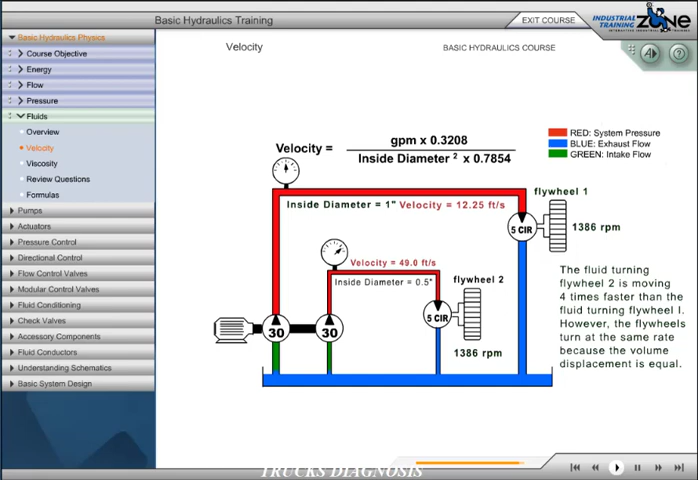 Basic Hydraulics Training
EXIT COURSE
INDUSTRIAL
TRAINING
ZONE
Basic Hydraulics Physics
Course Objective
Energy
Flow
Pressure
Fluids
Overview
Velocity
Viscosity
Review Questions
Formulas
Pumps
Actuators
Pressure Control
Directional Control
Flow Control Valves
Modular Control Valves
Fluid Conditioning
Check Valves
Accessory Components
Fluid Conductors
Understanding Schematics
Basic System Design
Velocity
BASIC HYDRAULICS COURSE
A
?
Velocity =
gpm x 0.3208
Inside Diameter ² x 0.7854
RED: System Pressure
BLUE: Exhaust Flow
GREEN: Intake Flow
Inside Diameter = 1" Velocity = 12.25 ft/s
flywheel 1
5 CIR
1386 rpm
Velocity = 49.0 ft/s
Inside Diameter = 0.5"
flywheel 2
5 CIR
1386 rpm
30
30
The fluid turning
flywheel 2 is moving
4 times faster than the
fluid turning flywheel I.
However, the flywheels
turn at the same rate
because the volume
displacement is equal.
TRUCKS DIAGNOSIS